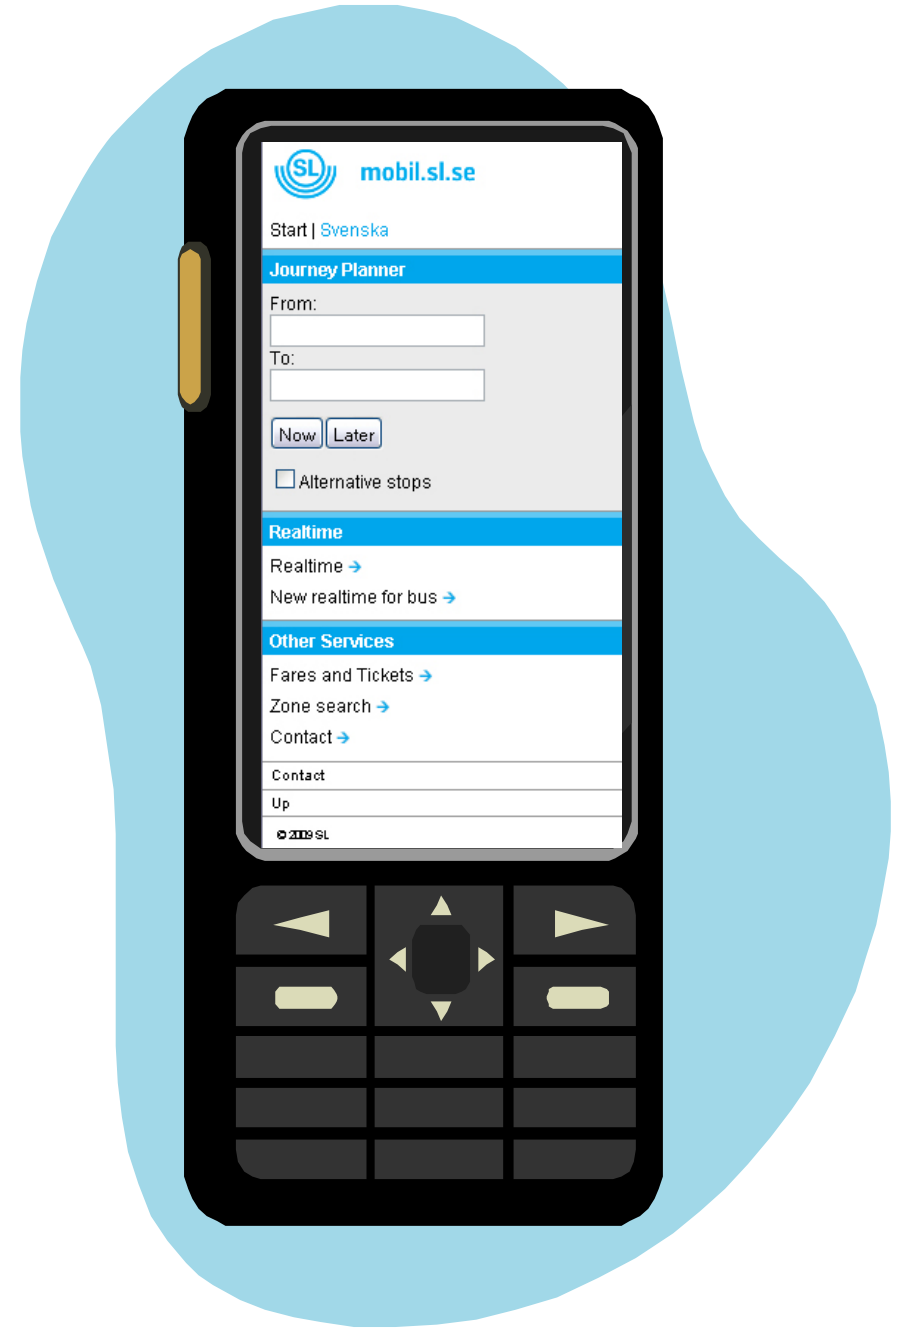 SL mobil.sl.se
Start | Svenska
Journey Planner
From:
To:
Now Later
Alternative stops
Realtime
Realtime →
New realtime for bus →
Other Services
Fares and Tickets →
Zone search →
Contact →
Contact
Up
© 2009 SL